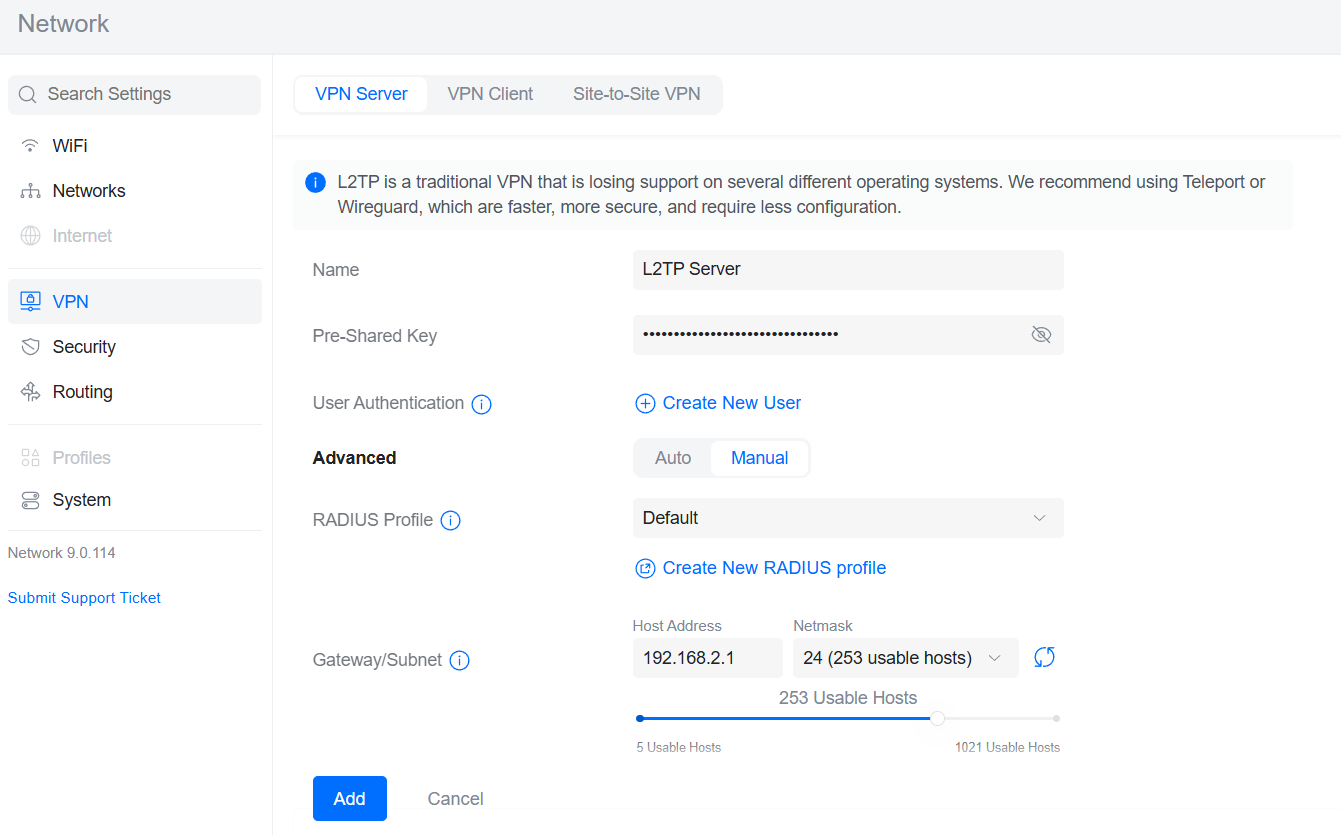 Network
Search Settings
WiFi
Networks
Internet
VPN
Security
Routing
Profiles
System
Network 9.0.114
Submit Support Ticket
VPN Server VPN Client Site-to-Site VPN
L2TP is a traditional VPN that is losing support on several different operating systems. We recommend using Teleport or
Wireguard, which are faster, more secure, and require less configuration.
Name L2TP Server
Pre-Shared Key ••••••••••••••••••••••••••••••••
User Authentication Create New User
Advanced Auto Manual
RADIUS Profile Default
Create New RADIUS profile
Host Address Netmask
Gateway/Subnet 192.168.2.1 24 (253 usable hosts)
253 Usable Hosts
5 Usable Hosts 1021 Usable Hosts
Add Cancel